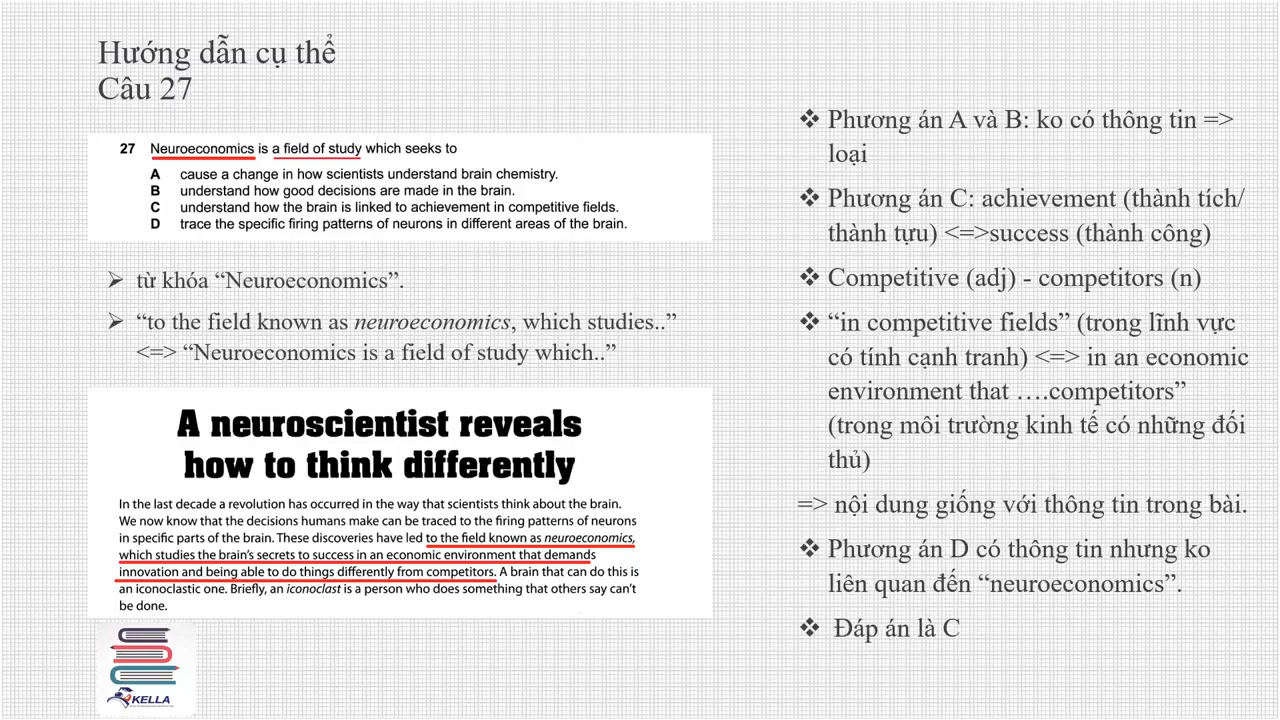 Hướng dẫn cụ thể
Câu 27
27 Neuroeconomics is a field of study which seeks to
A cause a change in how scientists understand brain chemistry.
B understand how good decisions are made in the brain.
C understand how the brain is linked to achievement in competitive fields.
D trace the specific firing patterns of neurons in different areas of the brain.
➢ từ khóa “Neuroeconomics”.
➢ “to the field known as neuroeconomics, which studies..”
<=> “Neuroeconomics is a field of study which..”
A neuroscientist reveals
how to think differently
In the last decade a revolution has occurred in the way that scientists think about the brain.
We now know that the decisions humans make can be traced to the firing patterns of neurons
in specific parts of the brain. These discoveries have led to the field known as neuroeconomics,
which studies the brain’s secrets to success in an economic environment that demands
innovation and being able to do things differently from competitors. A brain that can do this is
an iconoclastic one. Briefly, an iconoclast is a person who does something that others say can’t
be done.
KELLA
❖ Phương án A và B: ko có thông tin =>
loại
❖ Phương án C: achievement (thành tích/
thành tựu) <=>success (thành công)
❖ Competitive (adj) - competitors (n)
❖ “in competitive fields” (trong lĩnh vực
có tính cạnh tranh) <=> in an economic
environment that ….competitors”
(trong môi trường kinh tế có những đối
thủ)
=> nội dung giống với thông tin trong bài.
❖ Phương án D có thông tin nhưng ko
liên quan đến “neuroeconomics”.
❖ Đáp án là C